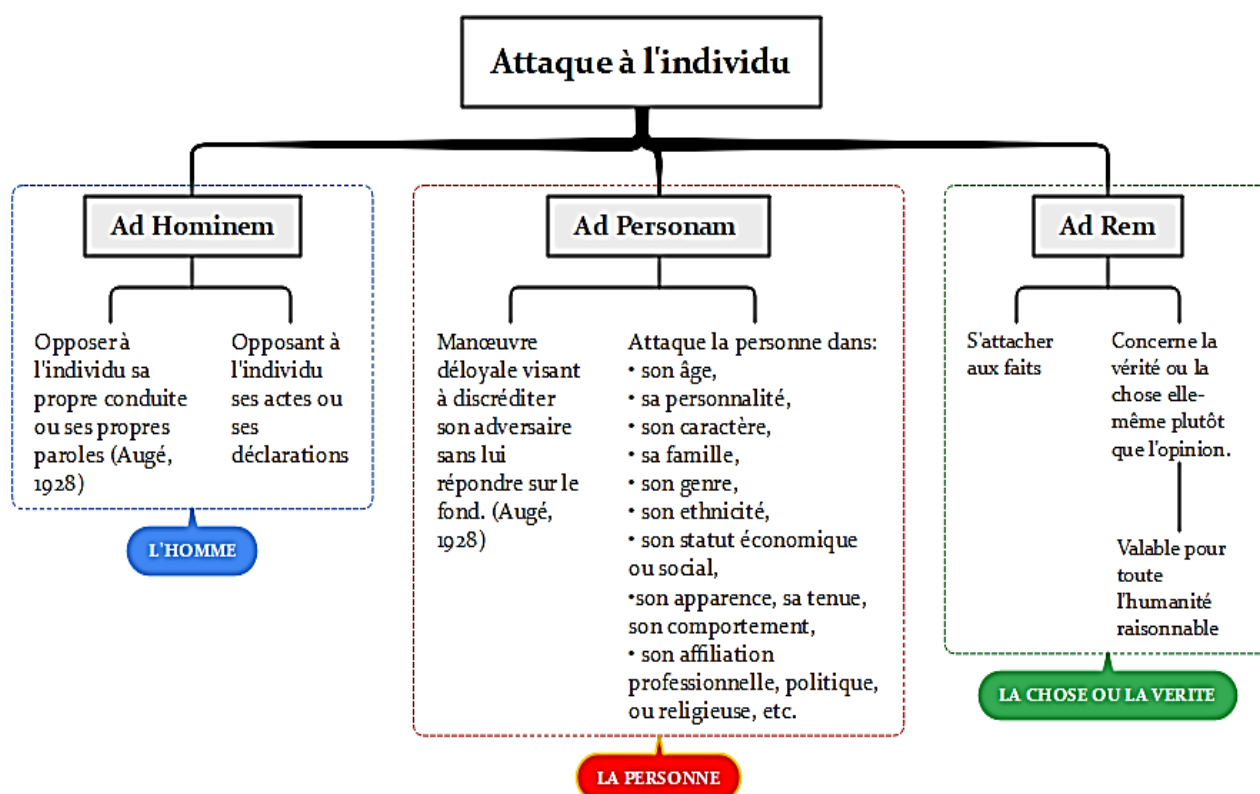 Attaque à l'individu
Ad Hominem
Opposer à
l'individu sa
propre conduite
ou ses propres
paroles (Augé,
1928)
Opposant à
l'individu
ses actes ou
ses
déclarations
L'HOMME
Ad Personam
Manœuvre
déloyale visant
à discréditer
son adversaire
sans lui
répondre sur le
fond. (Augé,
1928)
Attaque la personne dans:
• son âge,
• sa personnalité,
• son caractère,
• sa famille,
• son genre,
• son ethnicité,
• son statut économique
ou social,
•son apparence, sa tenue,
son comportement,
• son affiliation
professionnelle, politique,
ou religieuse, etc.
LA PERSONNE
Ad Rem
S'attacher
aux faits
Concerne la
vérité ou la
chose elle-
même plutôt
que l'opinion.
Valable pour
toute
l'humanité
raisonnable
LA CHOSE OU LA VERITE